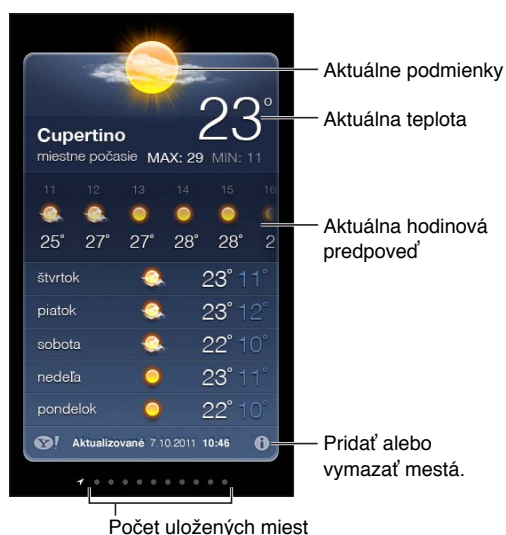 Aktuálne podmienky
23°
Aktuálna teplota
Cupertino
miestne počasie MAX: 29 MIN: 11
11 12 13 14 15 16
25° 27° 27° 28° 28° 2
Aktuálna hodinová
predpoveď
štvrtok 23° 11°
piatok 23° 12°
sobota 22° 10°
nedeľa 23° 11°
pondelok 22° 10°
Y! Aktualizované 7.10.2011 10:46 i
Pridať alebo
vymazať mestá.
Počet uložených miest